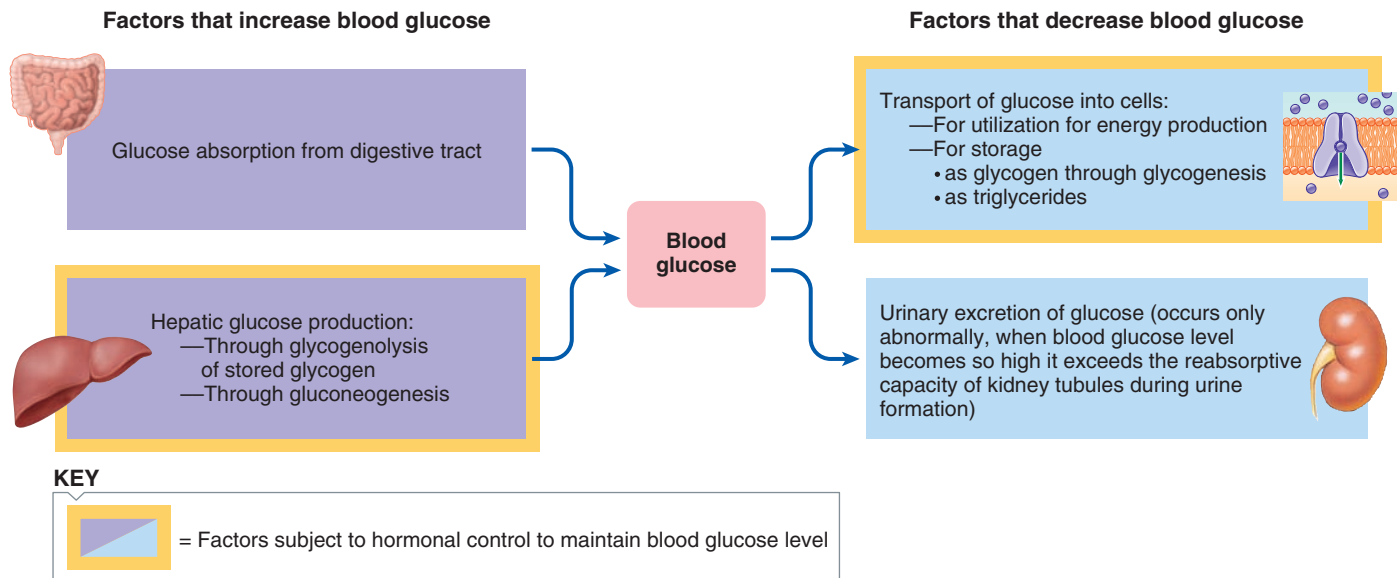 Factors that increase blood glucose
Glucose absorption from digestive tract
Hepatic glucose production:
—Through glycogenolysis
of stored glycogen
—Through gluconeogenesis
Blood
glucose
Factors that decrease blood glucose
Transport of glucose into cells:
—For utilization for energy production
—For storage
• as glycogen through glycogenesis
• as triglycerides
Urinary excretion of glucose (occurs only
abnormally, when blood glucose level
becomes so high it exceeds the reabsorptive
capacity of kidney tubules during urine
formation)
KEY
= Factors subject to hormonal control to maintain blood glucose level